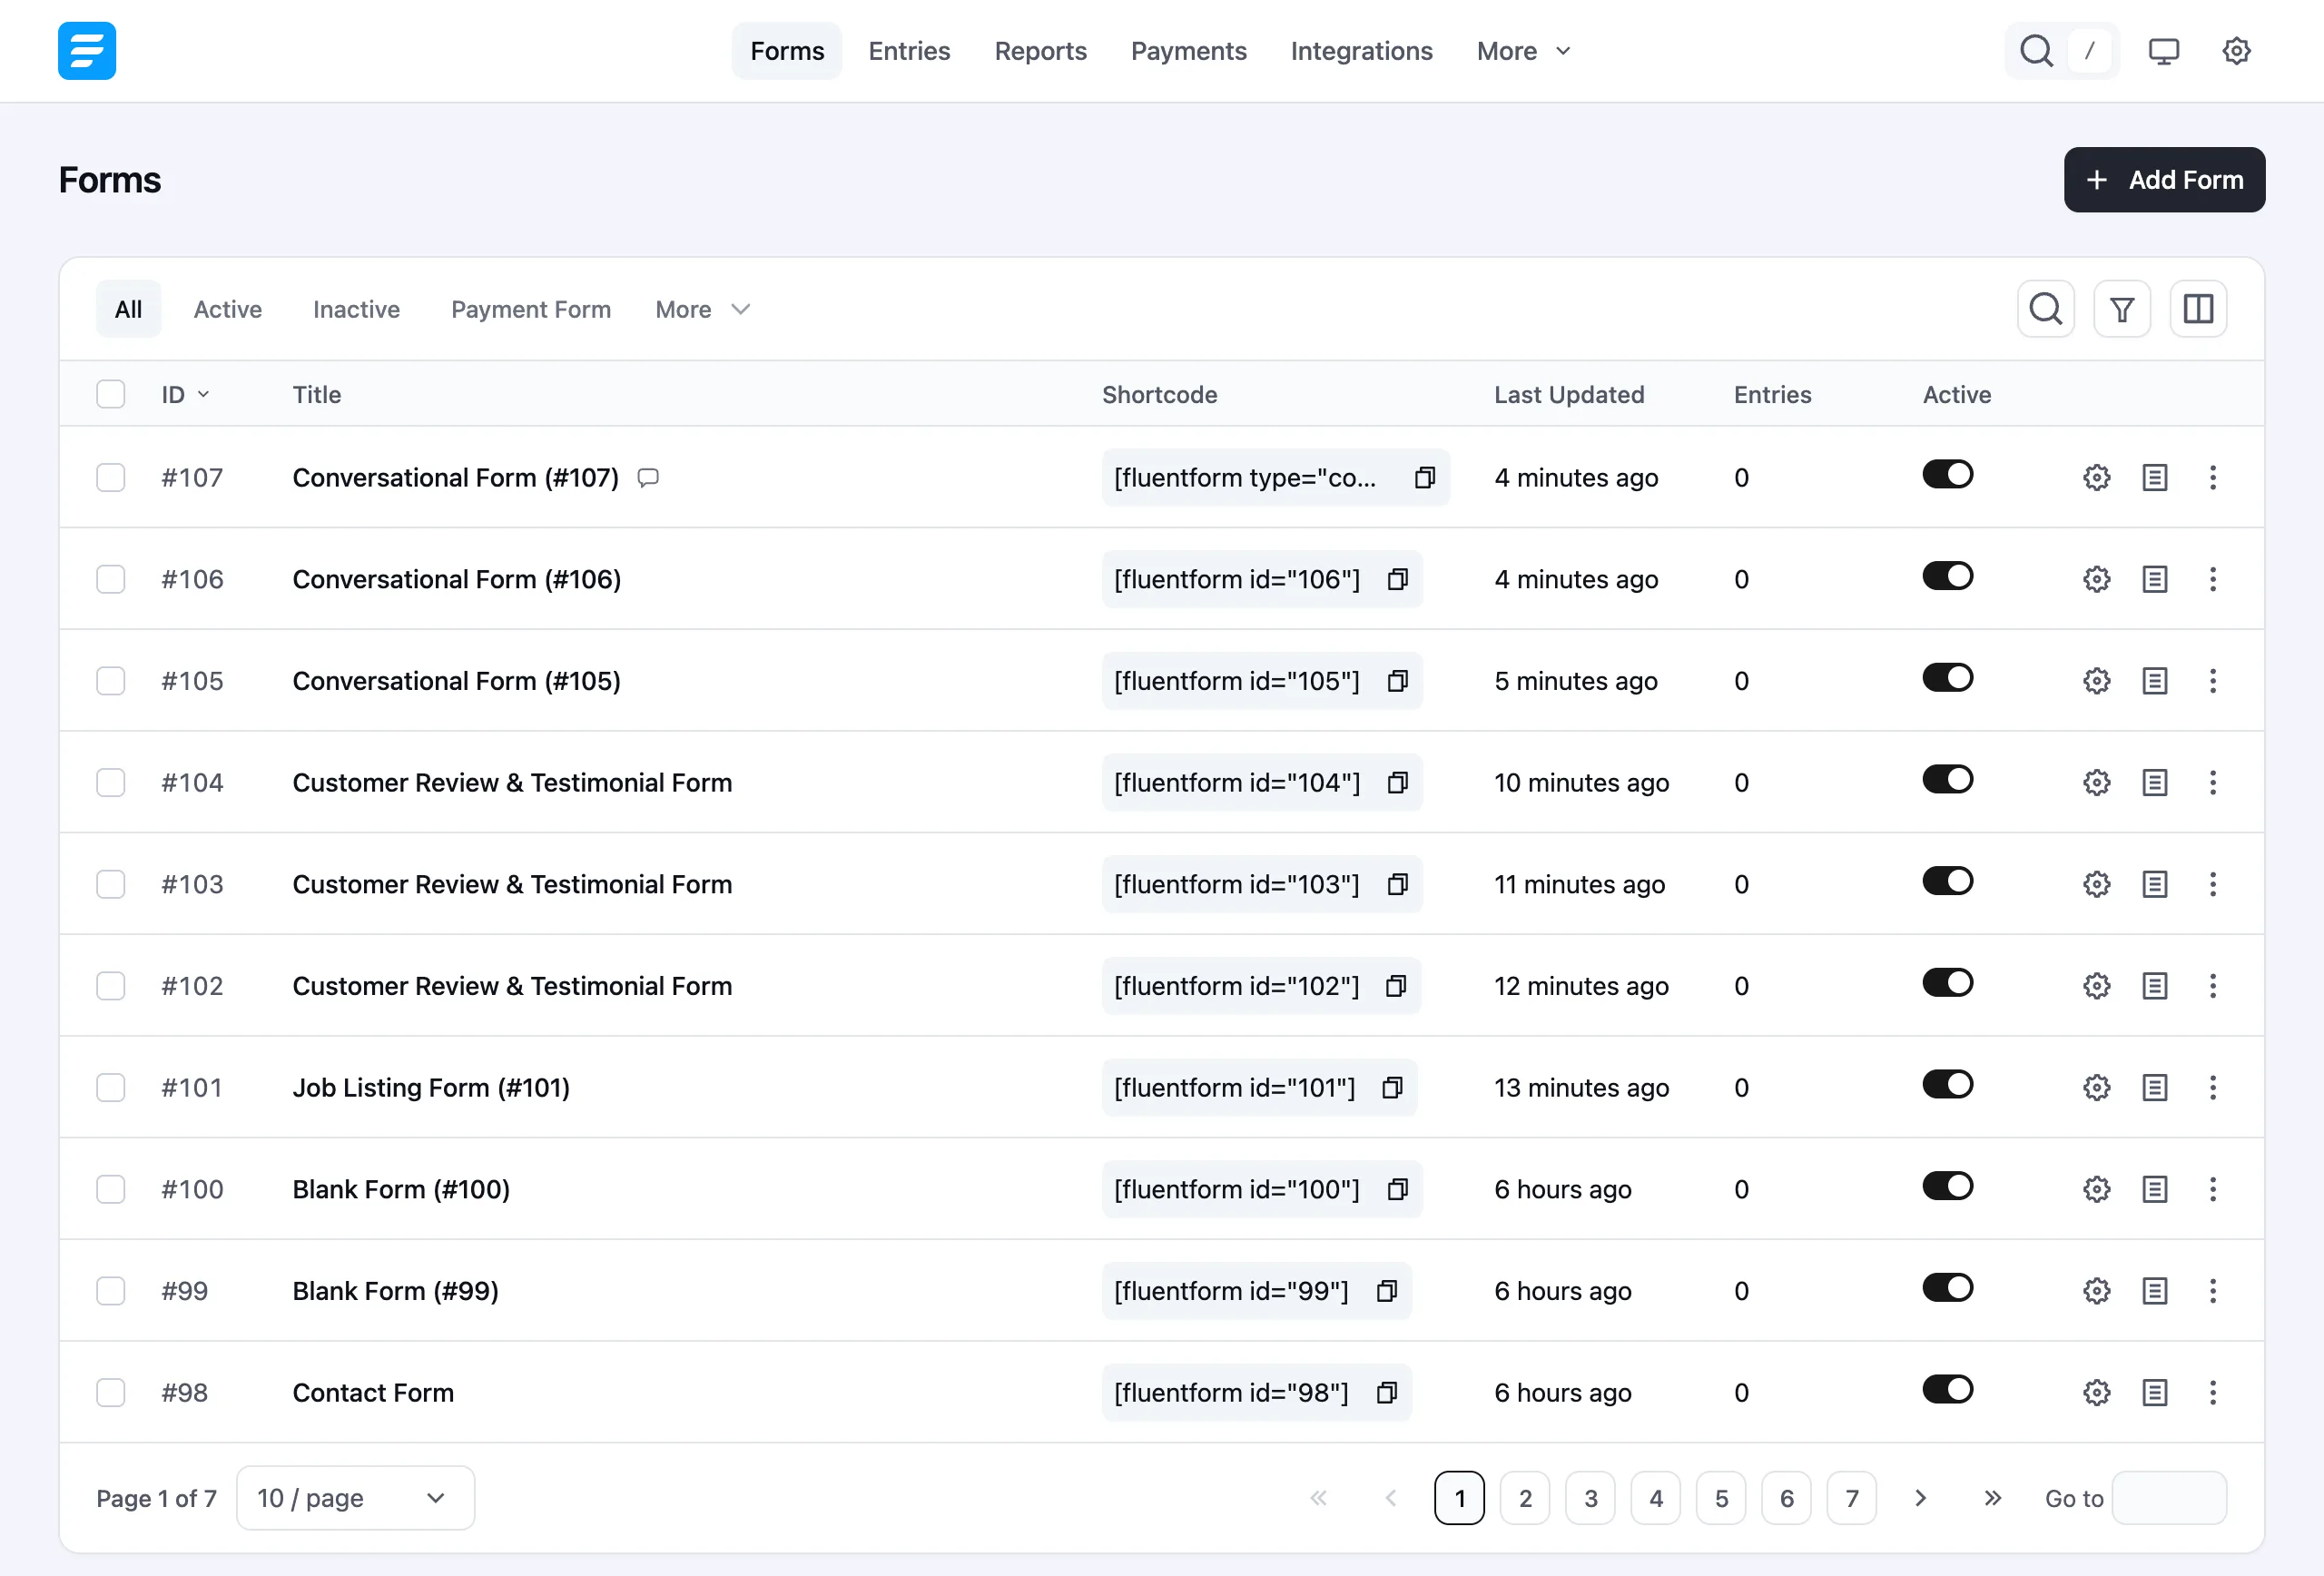 Forms Entries Reports Payments Integrations More /
Forms
+ Add Form
All Active Inactive Payment Form More
ID Title Shortcode Last Updated Entries Active
#107 Conversational Form (#107) [fluentform type="co... 4 minutes ago 0
#106 Conversational Form (#106) [fluentform id="106"] 4 minutes ago 0
#105 Conversational Form (#105) [fluentform id="105"] 5 minutes ago 0
#104 Customer Review & Testimonial Form [fluentform id="104"] 10 minutes ago 0
#103 Customer Review & Testimonial Form [fluentform id="103"] 11 minutes ago 0
#102 Customer Review & Testimonial Form [fluentform id="102"] 12 minutes ago 0
#101 Job Listing Form (#101) [fluentform id="101"] 13 minutes ago 0
#100 Blank Form (#100) [fluentform id="100"] 6 hours ago 0
#99 Blank Form (#99) [fluentform id="99"] 6 hours ago 0
#98 Contact Form [fluentform id="98"] 6 hours ago 0
Page 1 of 7 10 / page « ‹ 1 2 3 4 5 6 7 › » Go to